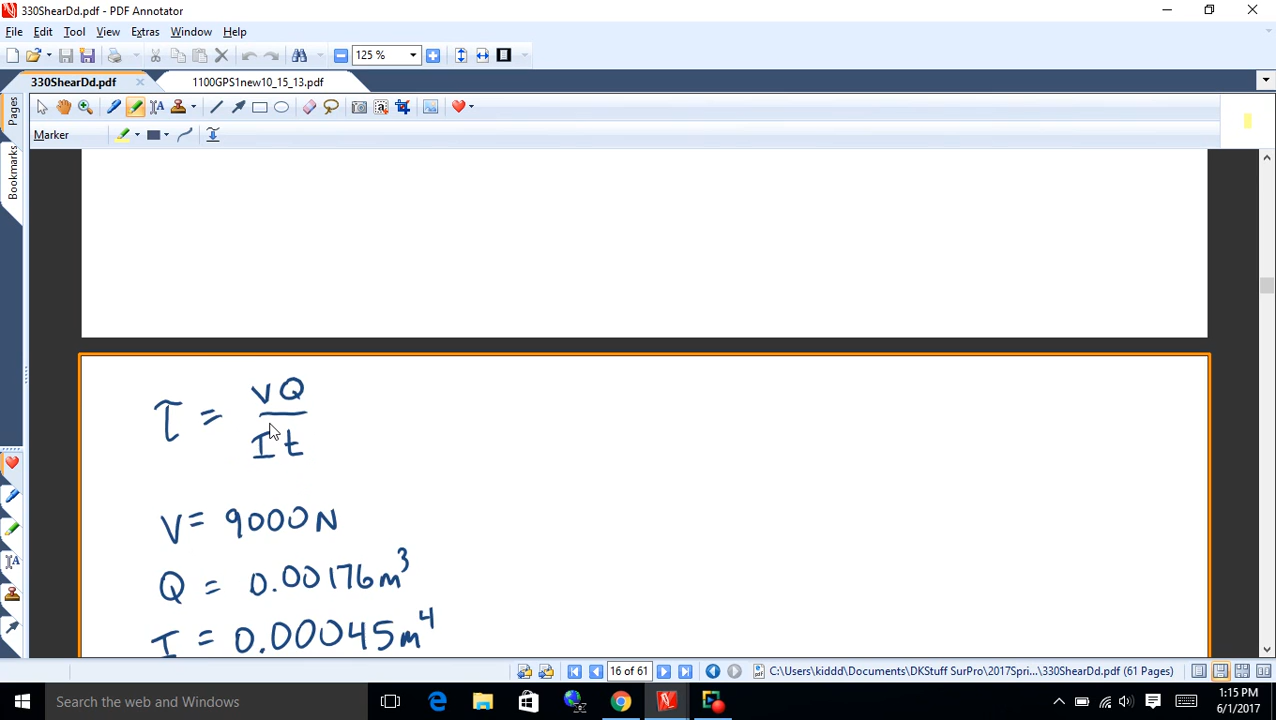 330ShearDd.pdf - PDF Annotator
File Edit Tool View Extras Window Help
125 %
330ShearDd.pdf
1100GPS1new10_15_13.pdf
Marker
Pages
Bookmarks
τ = VQ
It
V = 9000N
Q = 0.00176m³
I = 0.00045m⁴
16 of 61
C:\Users\kiddd\Documents\DKStuff SurPro\2017Spri...\330ShearDd.pdf (61 Pages)
Search the web and Windows
1:15 PM
6/1/2017